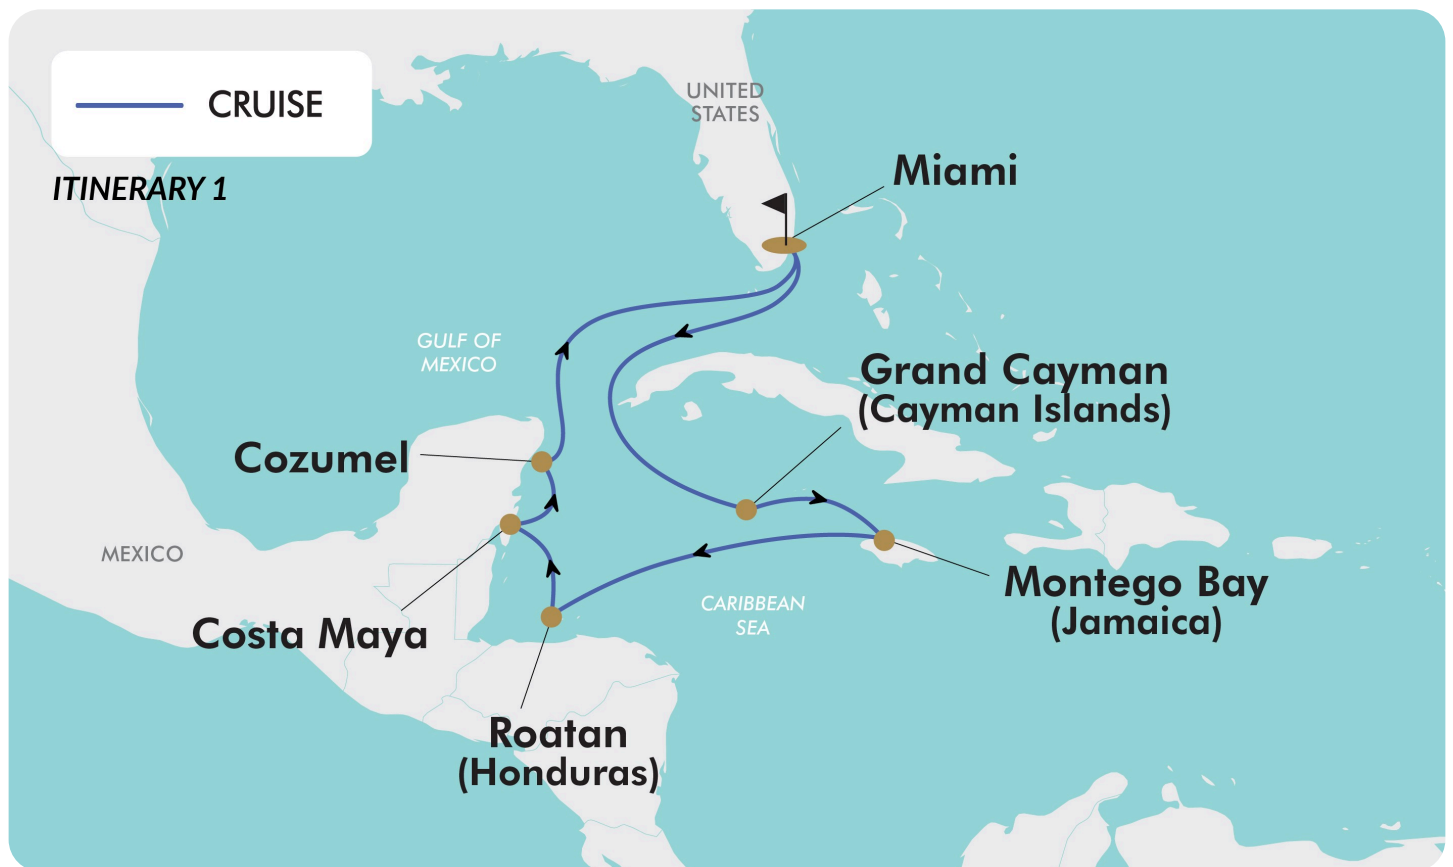 CRUISE
ITINERARY 1
UNITED
STATES
Miami
GULF OF
MEXICO
Grand Cayman
(Cayman Islands)
Cozumel
MEXICO
Montego Bay
(Jamaica)
CARIBBEAN
SEA
Costa Maya
Roatan
(Honduras)